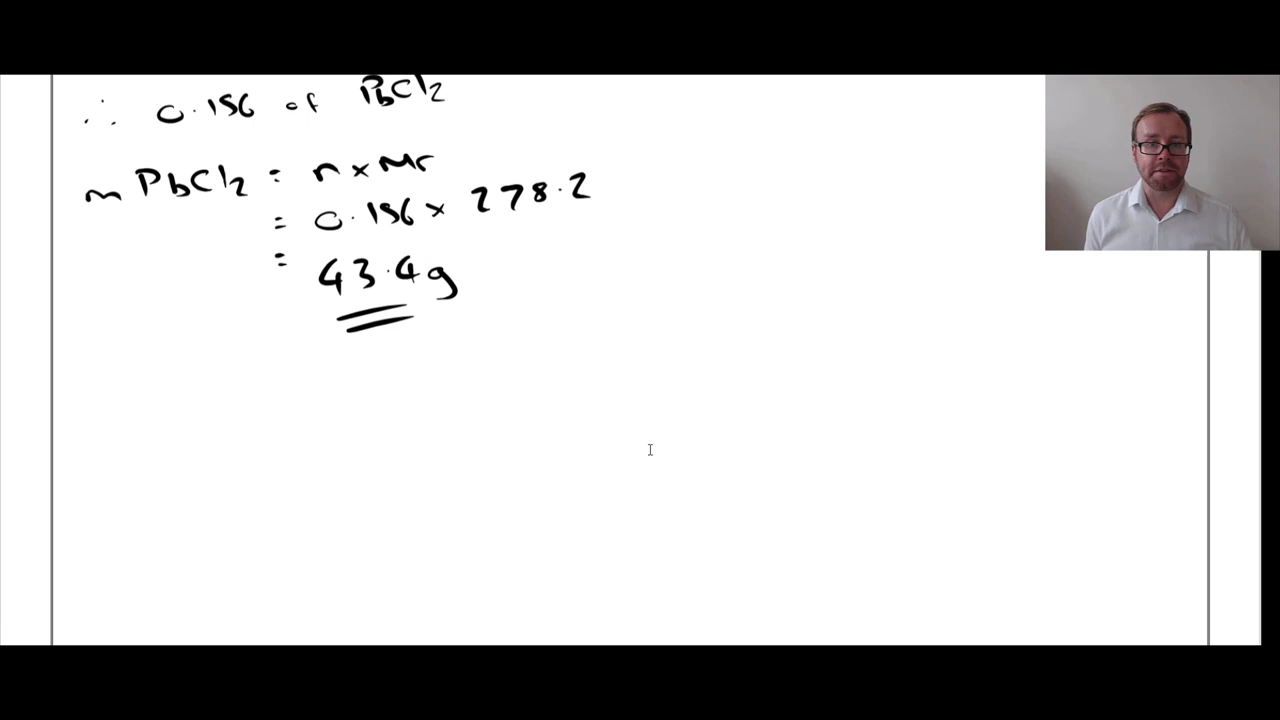 ∴ 0.156 of PbCl2
m PbCl2 = n x Mr
= 0.156 x 278.2
= 43.4g